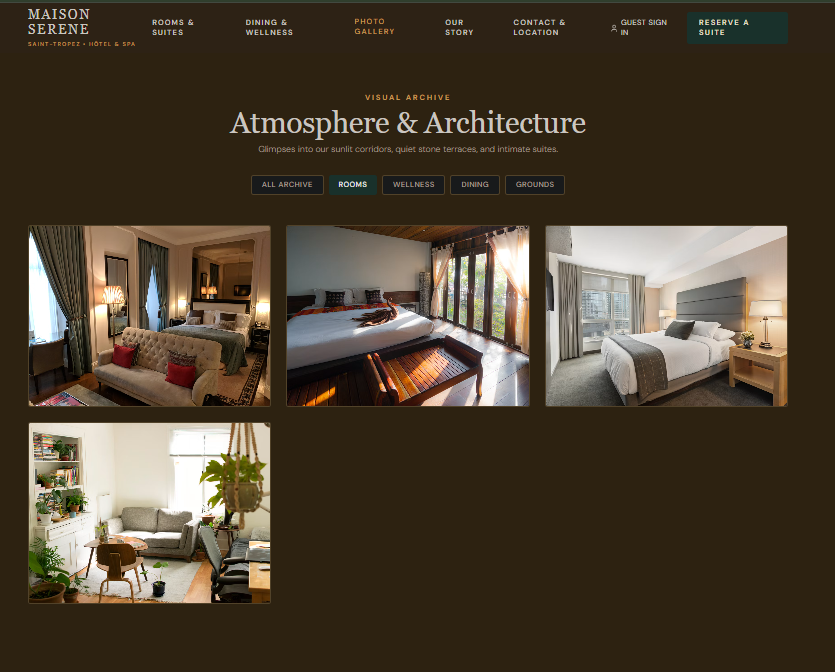 MAISON
SERENE
SAINT-TROPEZ • HÔTEL & SPA
ROOMS &
SUITES
DINING &
WELLNESS
PHOTO
GALLERY
OUR
STORY
CONTACT &
LOCATION
GUEST SIGN
IN
RESERVE A
SUITE
VISUAL ARCHIVE
Atmosphere & Architecture
Glimpses into our sunlit corridors, quiet stone terraces, and intimate suites.
ALL ARCHIVE
ROOMS
WELLNESS
DINING
GROUNDS